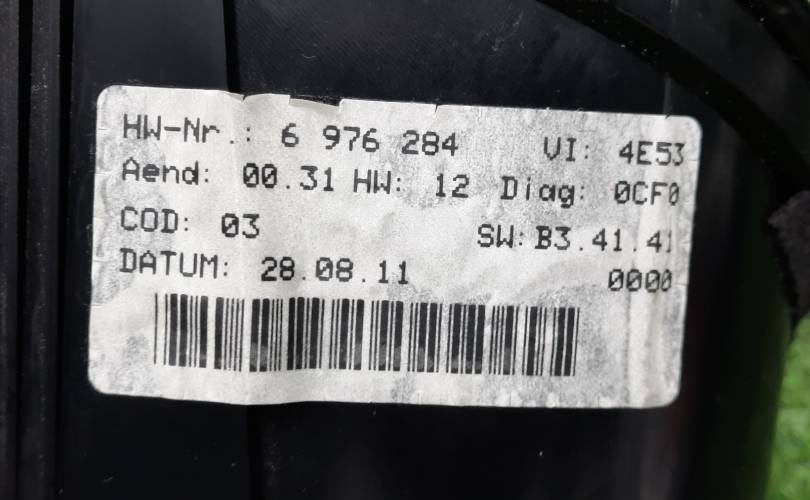 HW-Nr.: 6 976 284 VI: 4E53
Aend: 00.31 HW: 12 Diag: 0CF0
COD: 03 SW: B3.41.41
DATUM: 28.08.11 0000